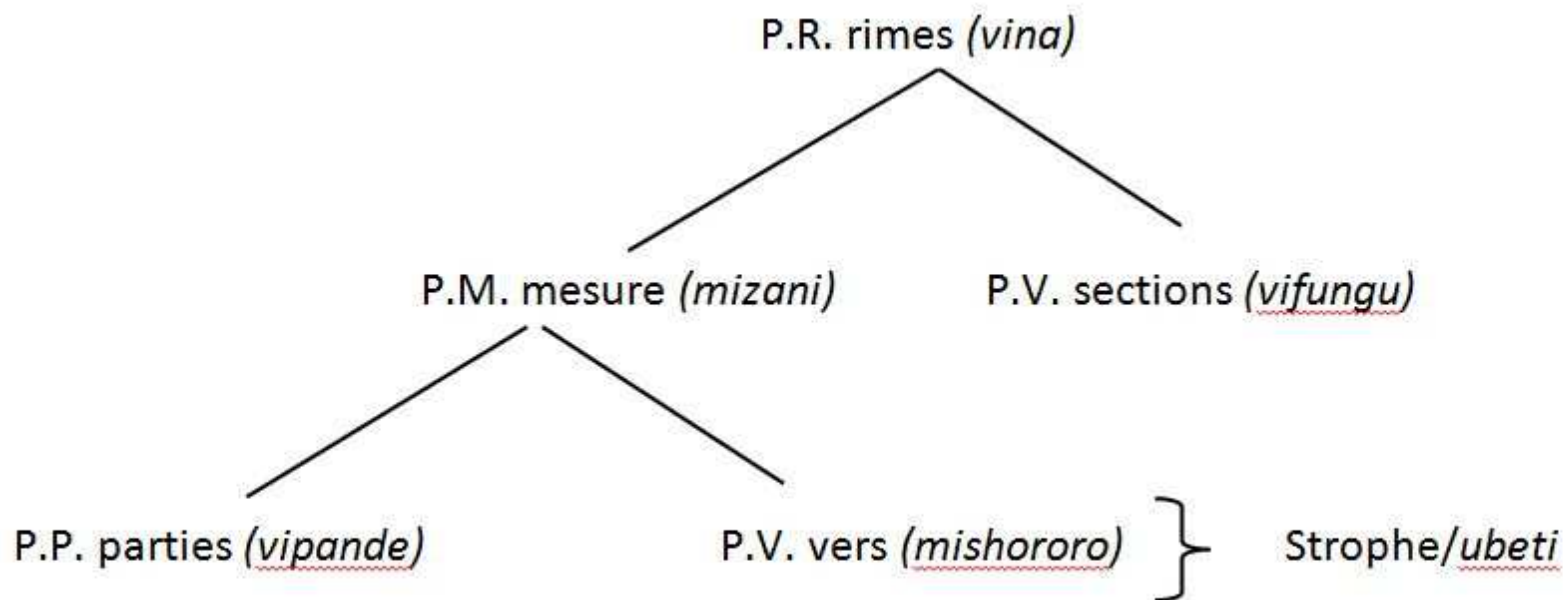 P.R. rimes (vina)
P.M. mesure (mizani) P.V. sections (vifungu)
P.P. parties (vipande) P.V. vers (mishororo) } Strophe/ubeti